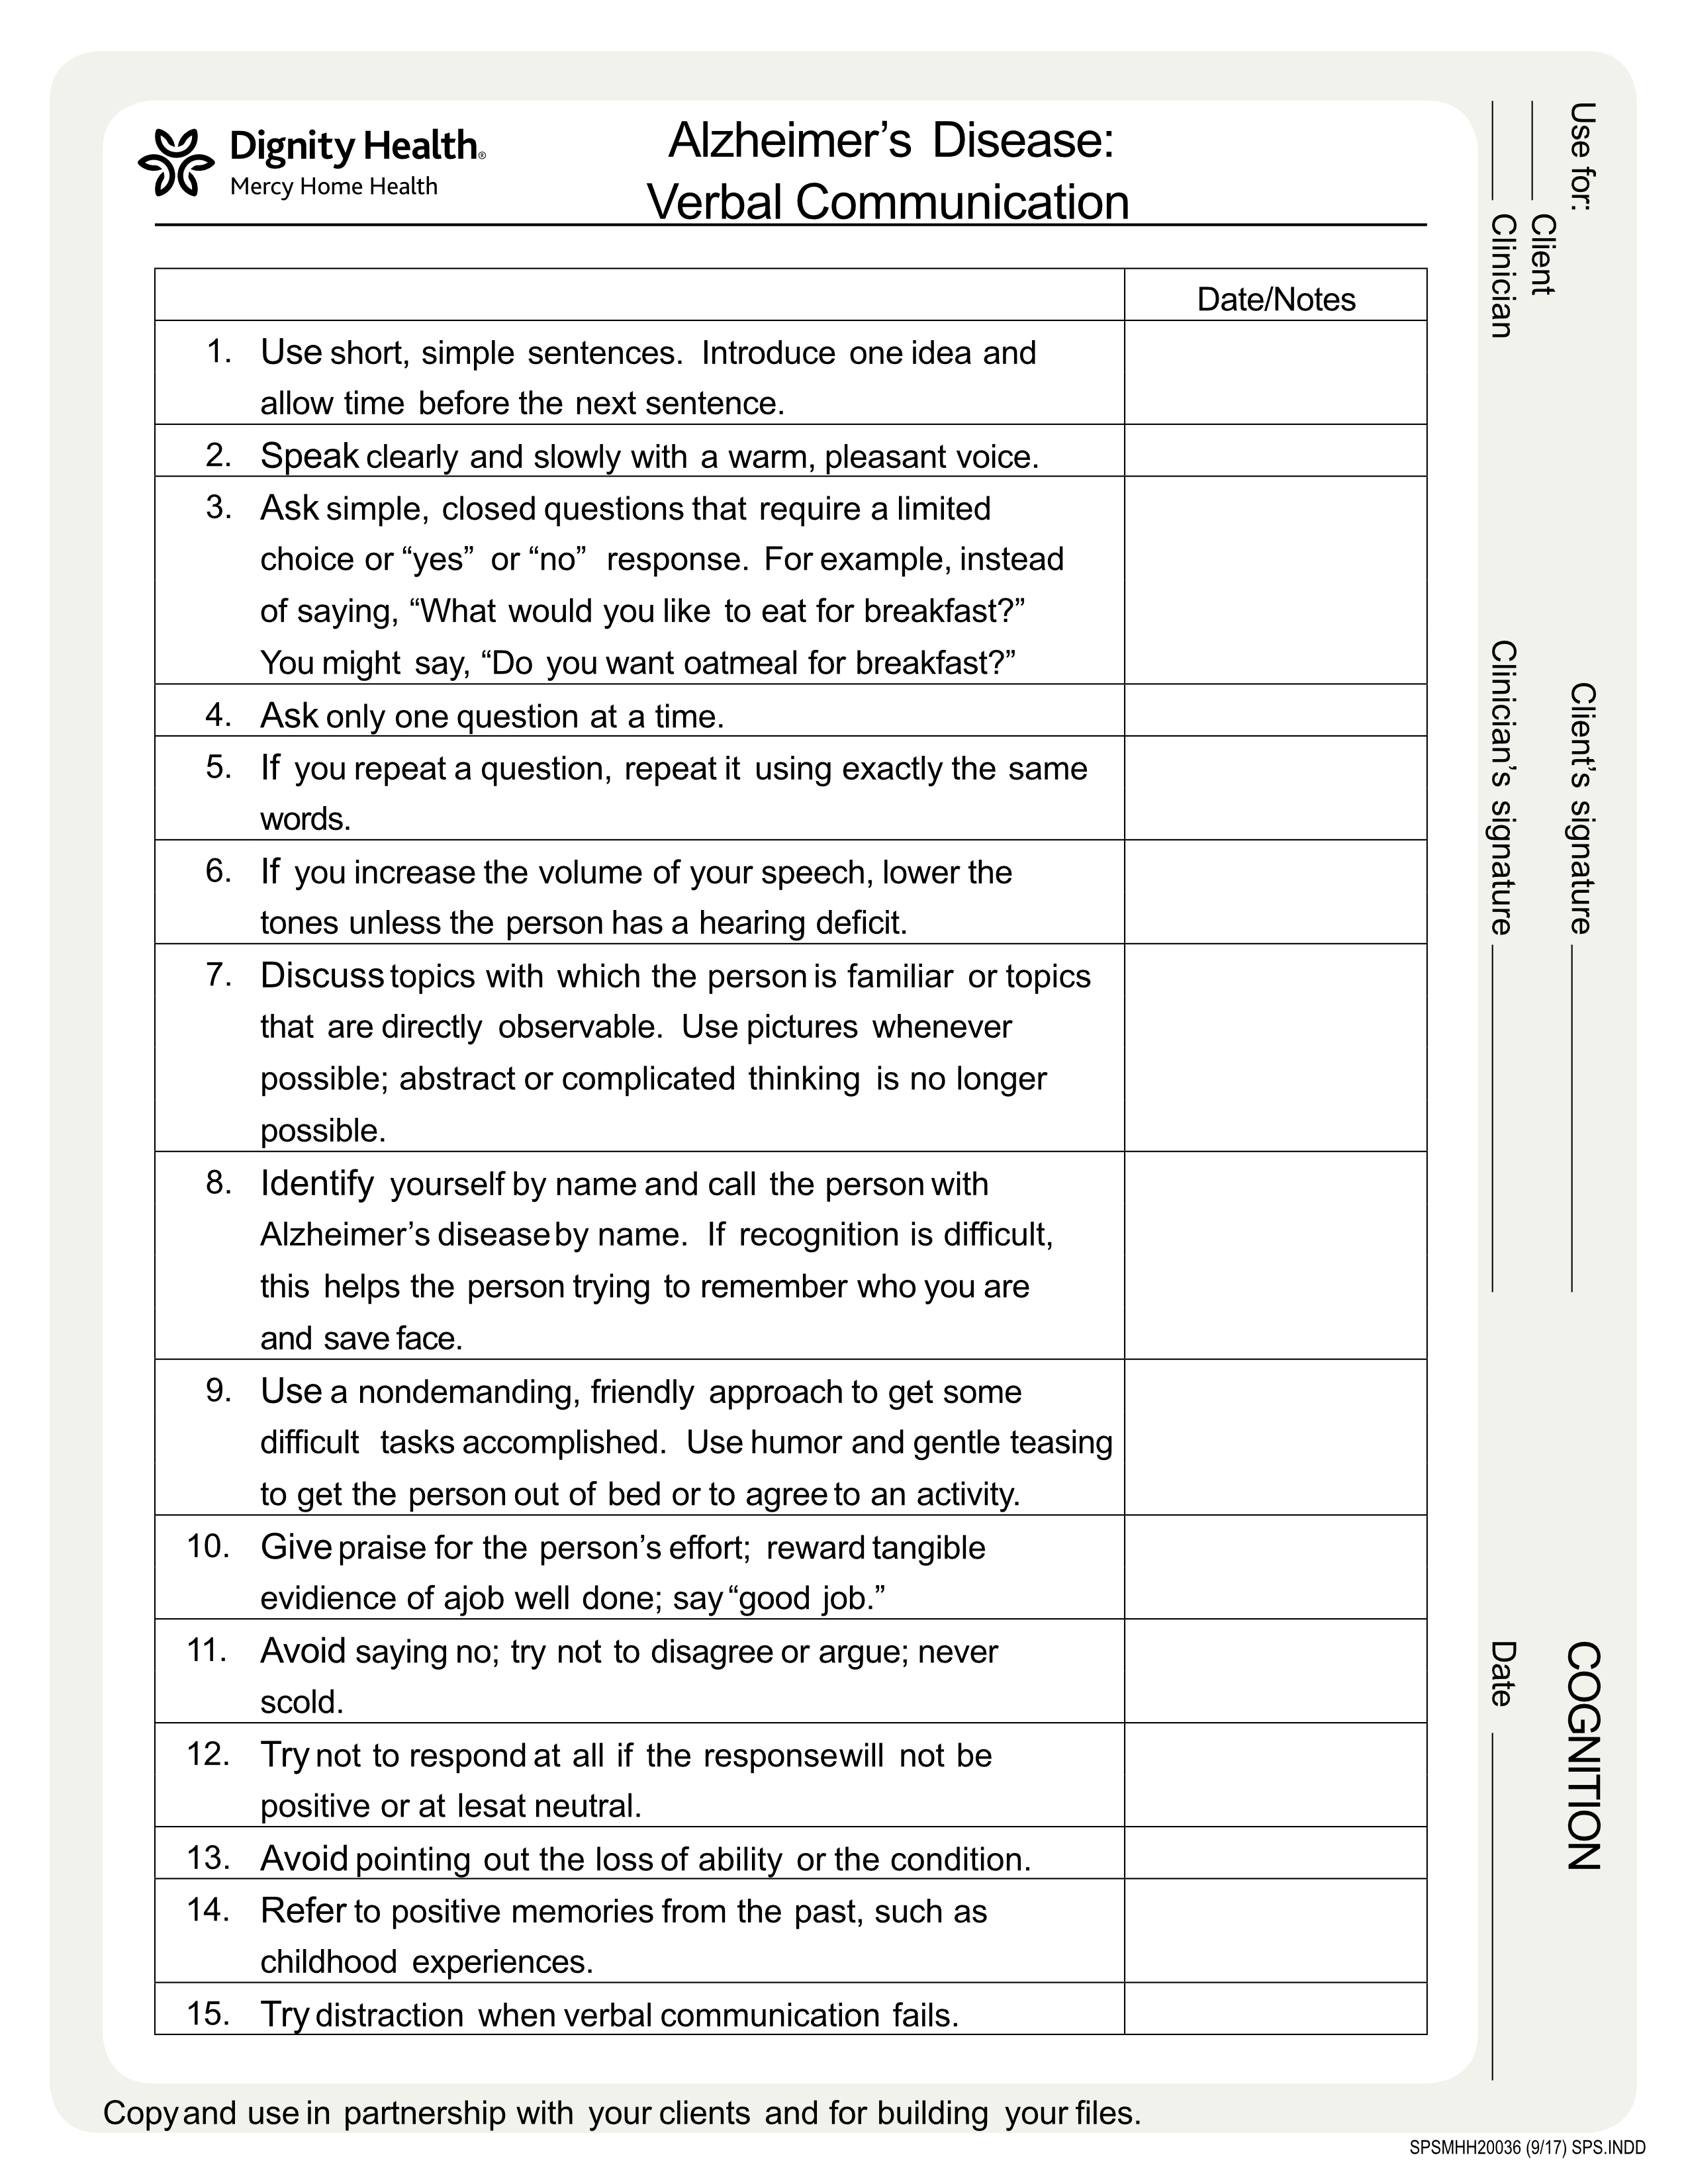 Dignity Health®
Mercy Home Health
Alzheimer’s Disease:
Verbal Communication
Date/Notes
1. Use short, simple sentences. Introduce one idea and
allow time before the next sentence.
2. Speak clearly and slowly with a warm, pleasant voice.
3. Ask simple, closed questions that require a limited
choice or “yes” or “no” response. For example, instead
of saying, “What would you like to eat for breakfast?”
You might say, “Do you want oatmeal for breakfast?”
4. Ask only one question at a time.
5. If you repeat a question, repeat it using exactly the same
words.
6. If you increase the volume of your speech, lower the
tones unless the person has a hearing deficit.
7. Discuss topics with which the person is familiar or topics
that are directly observable. Use pictures whenever
possible; abstract or complicated thinking is no longer
possible.
8. Identify yourself by name and call the person with
Alzheimer’s disease by name. If recognition is difficult,
this helps the person trying to remember who you are
and save face.
9. Use a nondemanding, friendly approach to get some
difficult tasks accomplished. Use humor and gentle teasing
to get the person out of bed or to agree to an activity.
10. Give praise for the person’s effort; reward tangible
evidience of ajob well done; say “good job.”
11. Avoid saying no; try not to disagree or argue; never
scold.
12. Try not to respond at all if the responsewill not be
positive or at lesat neutral.
13. Avoid pointing out the loss of ability or the condition.
14. Refer to positive memories from the past, such as
childhood experiences.
15. Try distraction when verbal communication fails.
Use for:
Client
Clinician
Client’s signature
Clinician’s signature
COGNITION
Date
Copy and use in partnership with your clients and for building your files.
SPSMHH20036 (9/17) SPS.INDD